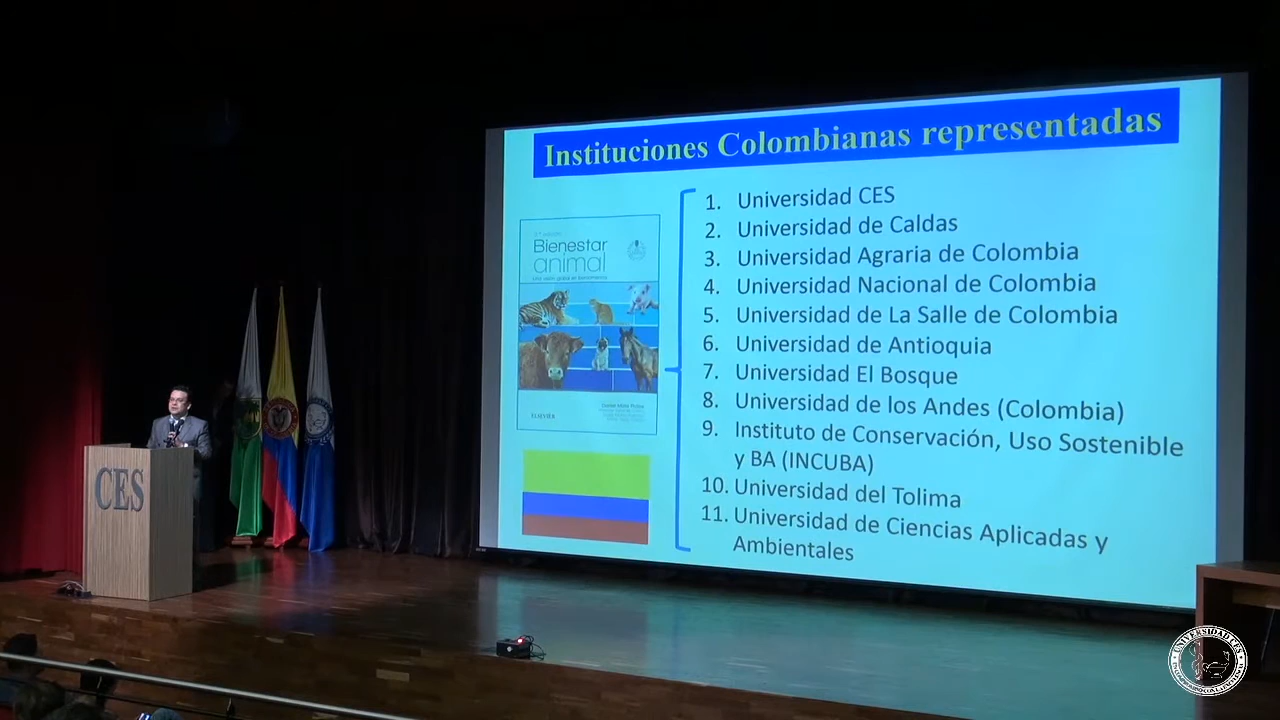 Instituciones Colombianas representadas
1. Universidad CES
2. Universidad de Caldas
3. Universidad Agraria de Colombia
4. Universidad Nacional de Colombia
5. Universidad de La Salle de Colombia
6. Universidad de Antioquia
7. Universidad El Bosque
8. Universidad de los Andes (Colombia)
9. Instituto de Conservación, Uso Sostenible
y BA (INCUBA)
10. Universidad del Tolima
11. Universidad de Ciencias Aplicadas y
Ambientales
Bienestar
animal
ELSEVIER
CES
UNIVERSIDAD CES